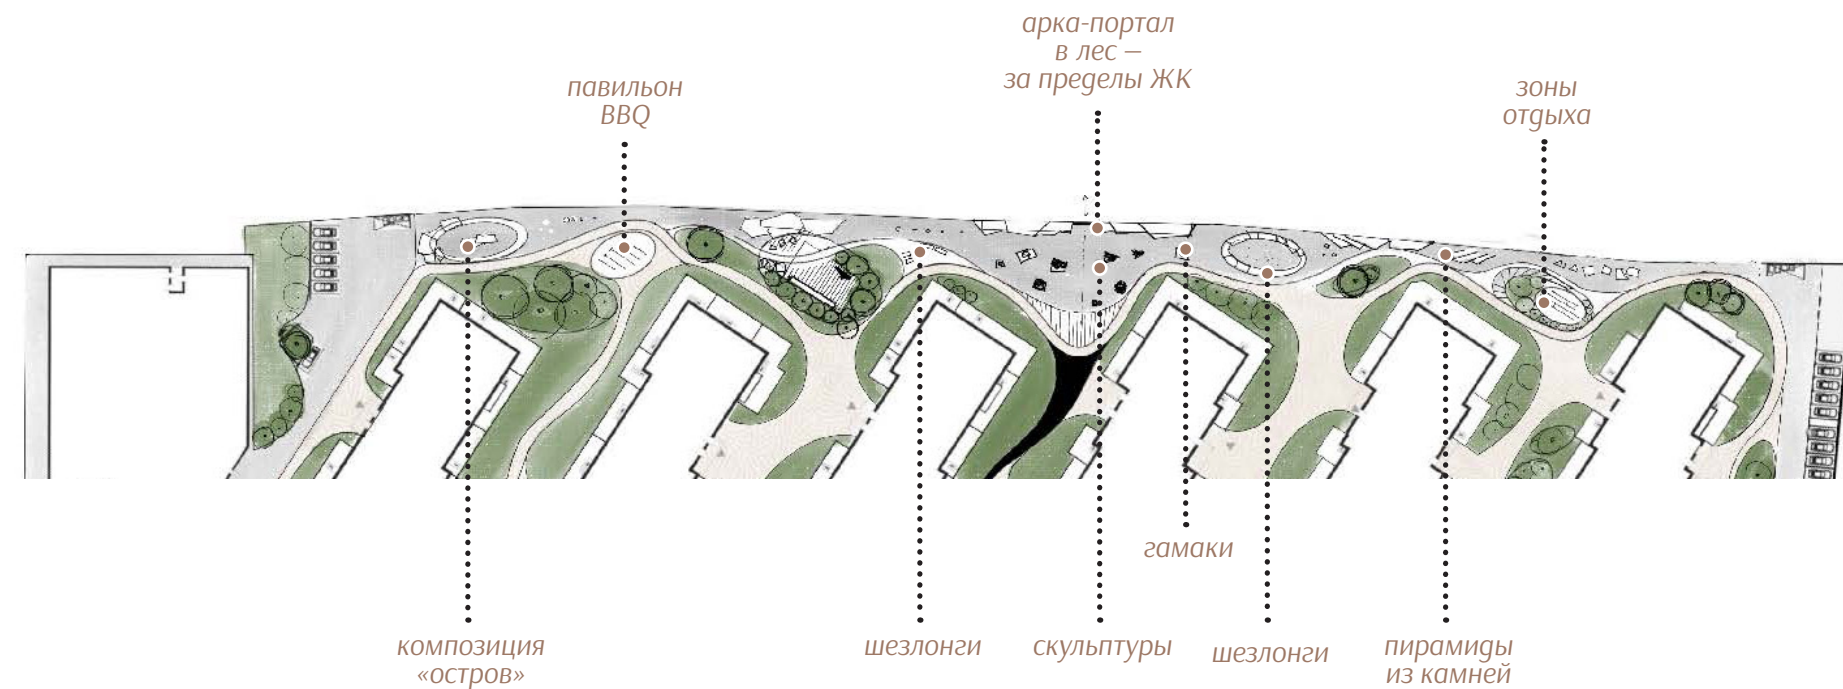 арка-портал
в лес —
за пределы ЖК
павильон
BBQ
зоны
отдыха
гамаки
композиция
«остров»
шезлонги
скульптуры
шезлонги
пирамиды
из камней